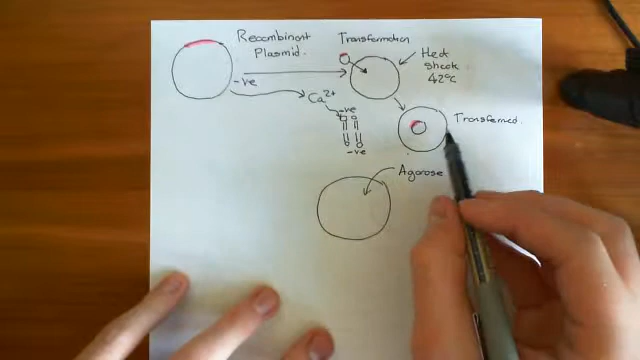 Recombinant
Plasmid.
-ve
Transformation
Heat
shock
42°C
Ca2+
-ve
-ve
Transformed.
Agarose